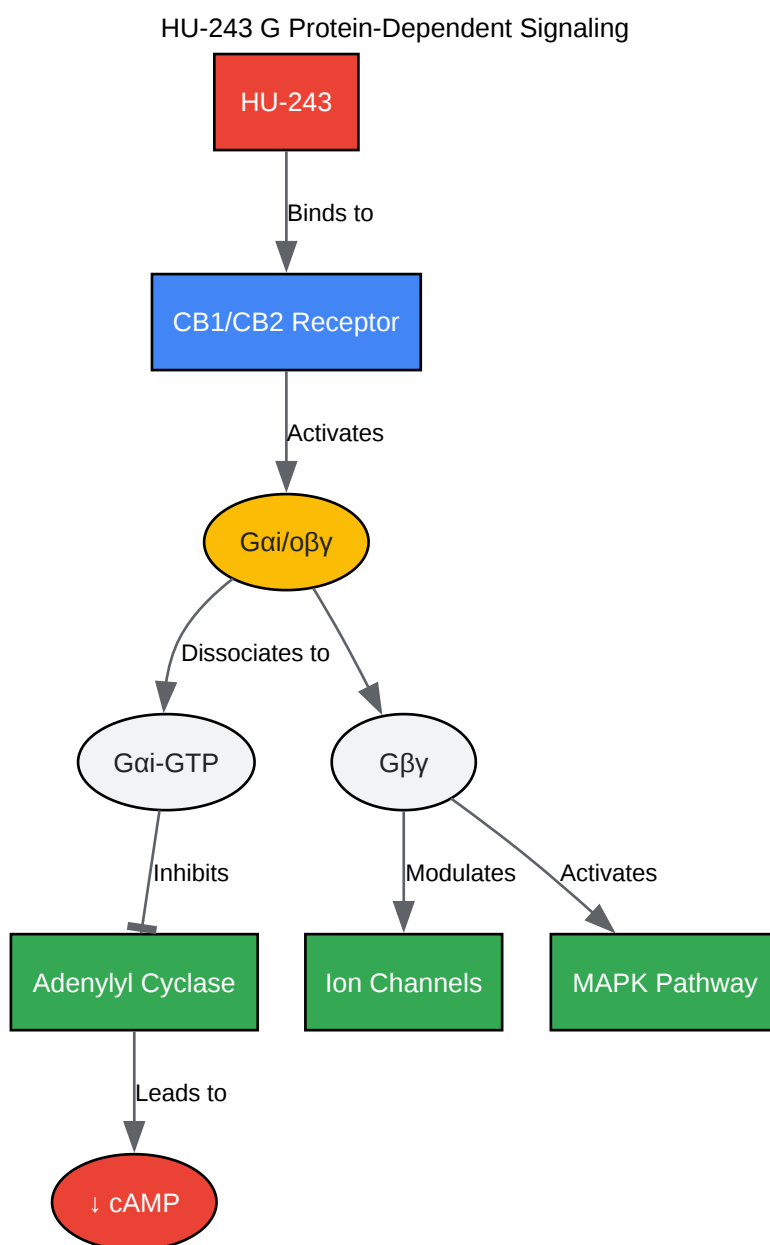 HU-243 G Protein-Dependent Signaling
HU-243
Binds to
CB1/CB2 Receptor
Activates
Gαi/oβγ
Dissociates to
Gαi-GTP
Gβγ
Inhibits
Modulates
Activates
Adenylyl Cyclase
Ion Channels
MAPK Pathway
Leads to
↓ cAMP